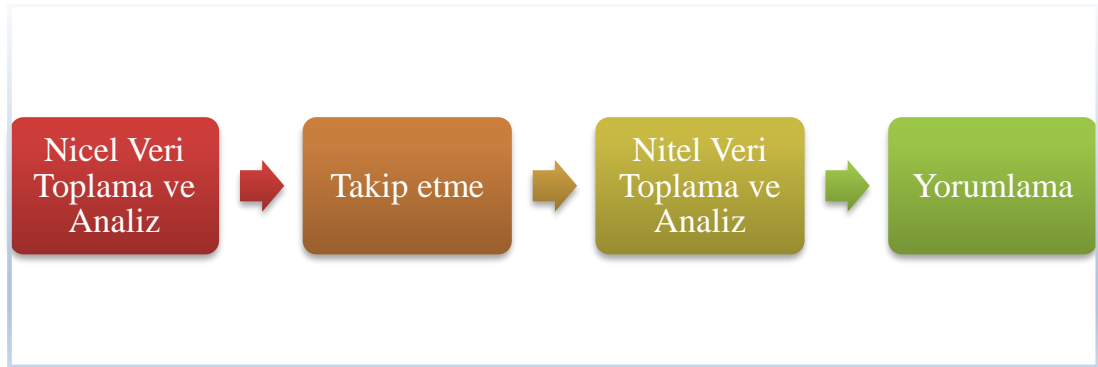 Nicel Veri
Toplama ve
Analiz
Takip etme
Nitel Veri
Toplama ve
Analiz
Yorumlama